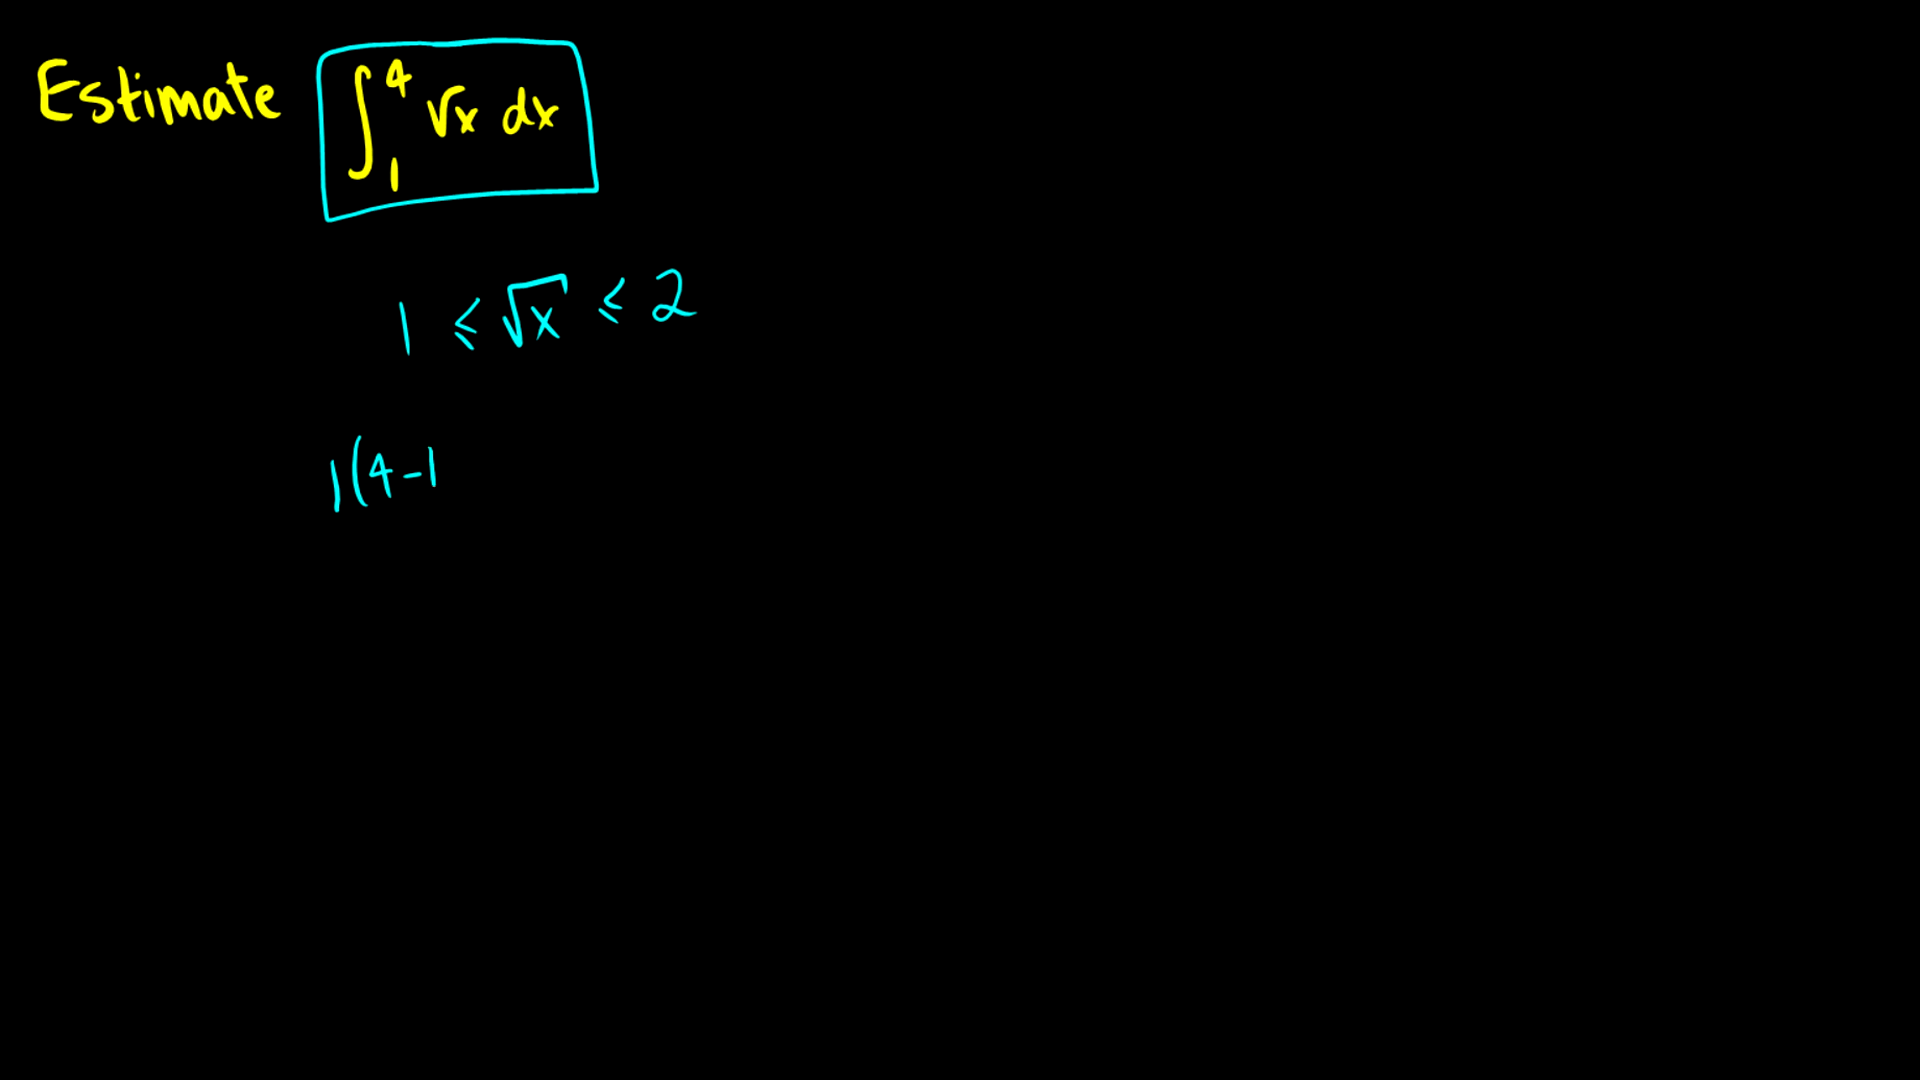 Estimate ∫₁⁴ √x dx
1 ≤ √x ≤ 2
1(4-1